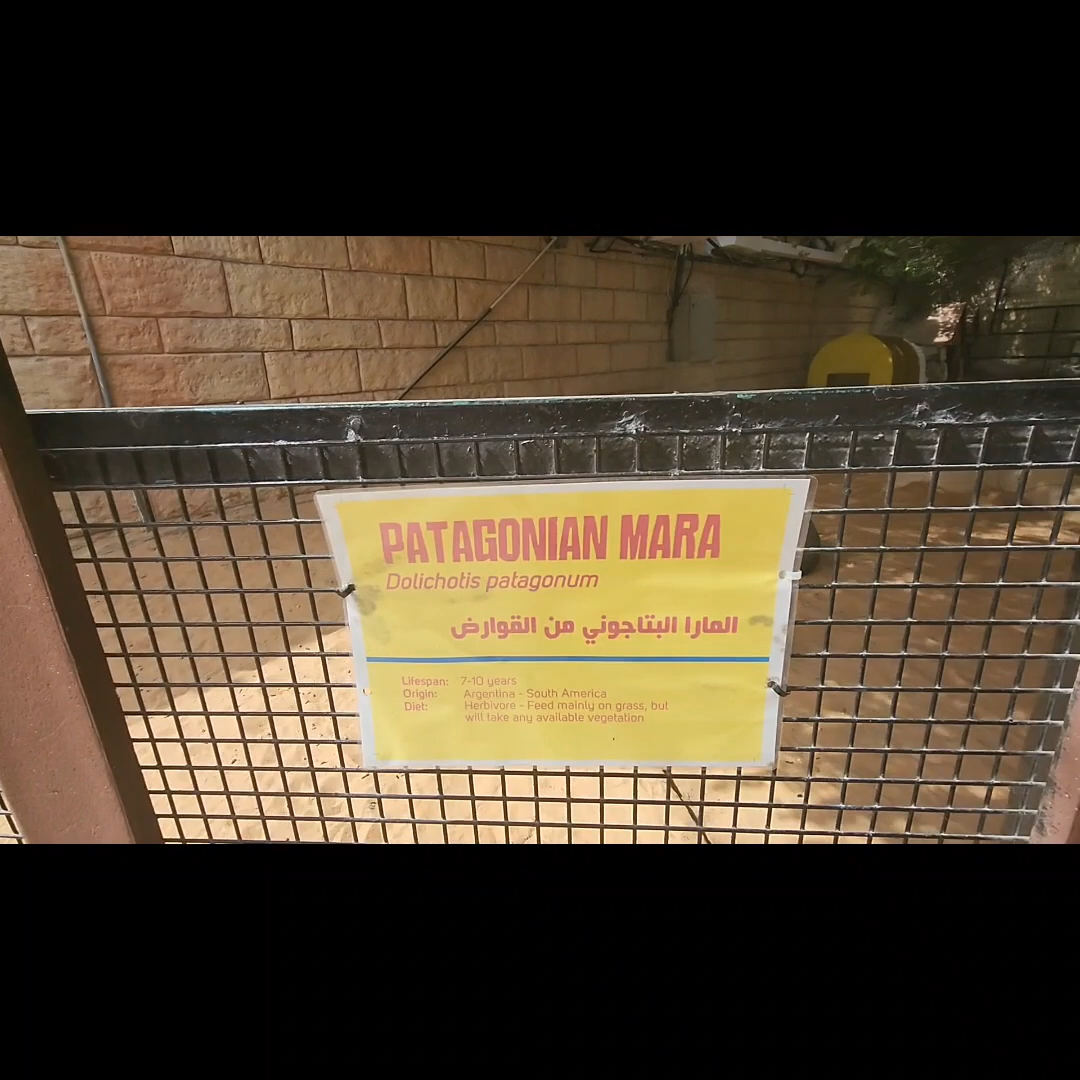 PATAGONIAN MARA
Dolichotis patagonum
المارا البتاجوني من القوارض
Lifespan: 7-10 years
Origin: Argentina - South America
Diet: Herbivore - Feed mainly on grass, but
will take any available vegetation